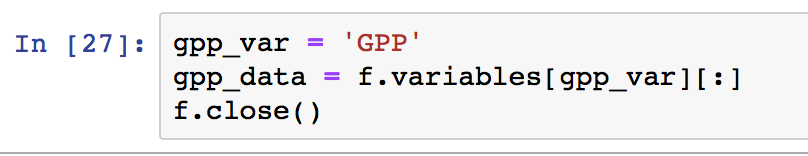 In [27]: gpp_var = 'GPP'
gpp_data = f.variables[gpp_var][:]
f.close()